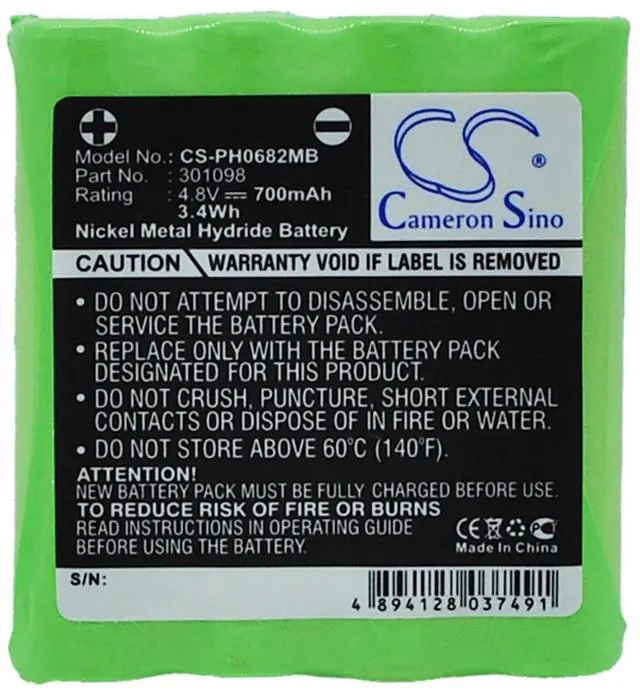 Model No.: CS-PH0682MB
Part No. : 301098
Rating : 4.8V 700mAh
3.4Wh
Nickel Metal Hydride Battery
CS ®
Cameron Sino
CAUTION WARRANTY VOID IF LABEL IS REMOVED
• DO NOT ATTEMPT TO DISASSEMBLE, OPEN OR
SERVICE THE BATTERY PACK.
• REPLACE ONLY WITH THE BATTERY PACK
DESIGNATED FOR THIS PRODUCT.
• DO NOT CRUSH, PUNCTURE, SHORT EXTERNAL
CONTACTS OR DISPOSE OF IN FIRE OR WATER.
• DO NOT STORE ABOVE 60°C (140°F).
ATTENTION!
NEW BATTERY PACK MUST BE FULLY CHARGED BEFORE USE.
TO REDUCE RISK OF FIRE OR BURNS
READ INSTRUCTIONS IN OPERATING GUIDE
BEFORE USING THE BATTERY.
CE
Made In China
S/N:
4 894128 037491